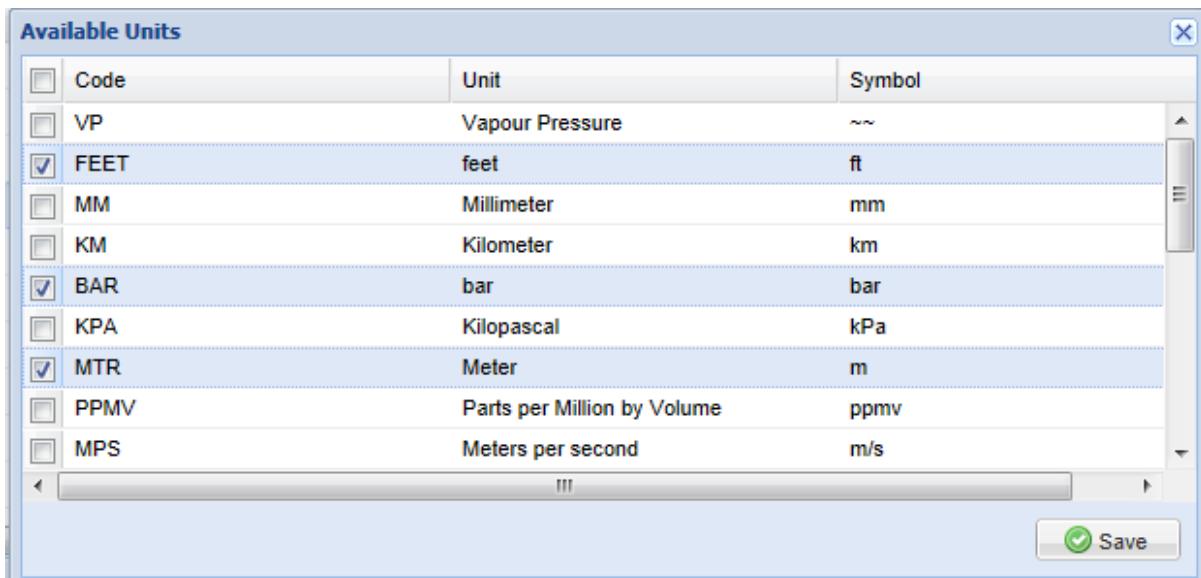 Available Units
Code Unit Symbol
VP Vapour Pressure ~~
FEET feet ft
MM Millimeter mm
KM Kilometer km
BAR bar bar
KPA Kilopascal kPa
MTR Meter m
PPMV Parts per Million by Volume ppmv
MPS Meters per second m/s
Save